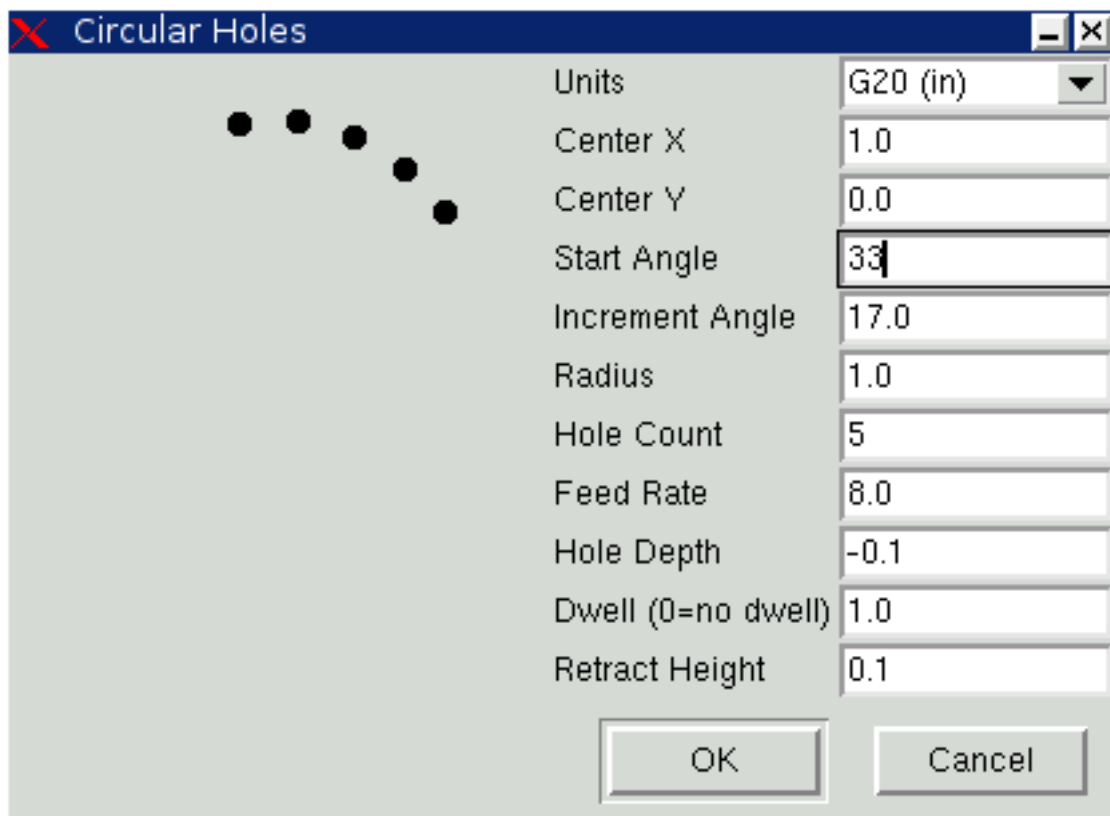 Circular Holes
Units G20 (in)
Center X 1.0
Center Y 0.0
Start Angle 33
Increment Angle 17.0
Radius 1.0
Hole Count 5
Feed Rate 8.0
Hole Depth -0.1
Dwell (0=no dwell) 1.0
Retract Height 0.1
OK Cancel